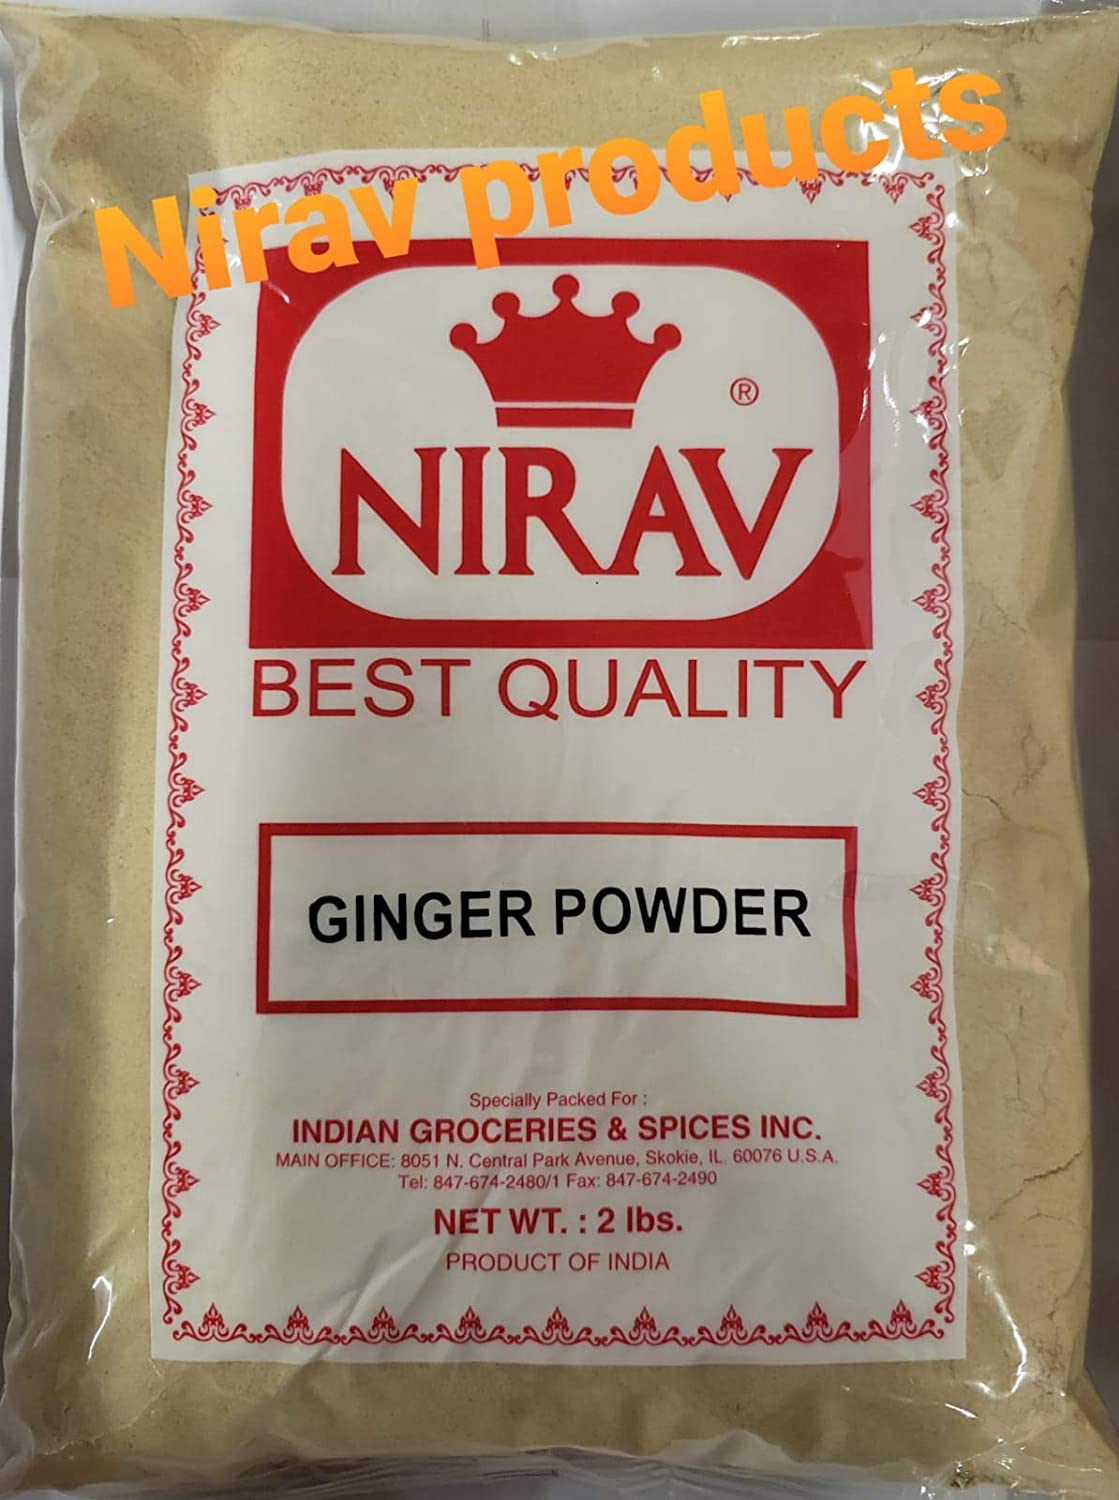 Nirav products
®
NIRAV
BEST QUALITY
GINGER POWDER
Specially Packed For :
INDIAN GROCERIES & SPICES INC.
MAIN OFFICE: 8051 N. Central Park Avenue, Skokie, IL. 60076 U.S.A.
Tel: 847-674-2480/1 Fax: 847-674-2490
NET WT. : 2 lbs.
PRODUCT OF INDIA